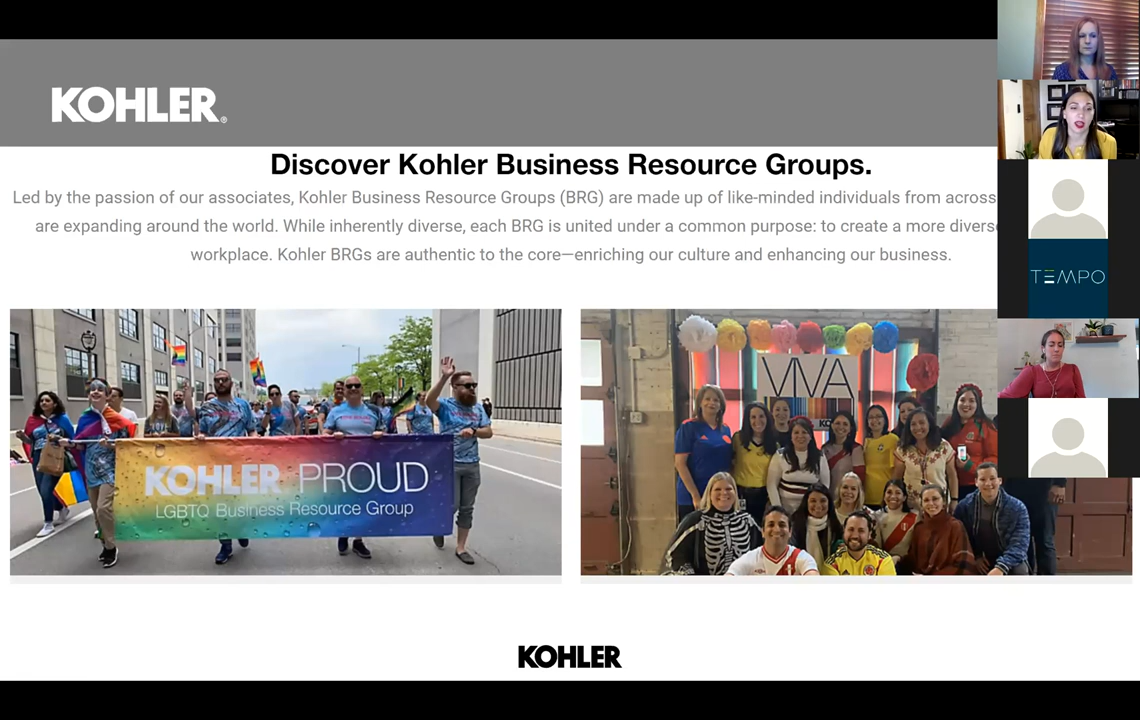 KOHLER®
Discover Kohler Business Resource Groups.
Led by the passion of our associates, Kohler Business Resource Groups (BRG) are made up of like-minded individuals from across
are expanding around the world. While inherently diverse, each BRG is united under a common purpose: to create a more diverse
workplace. Kohler BRGs are authentic to the core—enriching our culture and enhancing our business.
TEMPO
KOHLER PROUD
LGBTQ Business Resource Group
VIVA
KOHLER